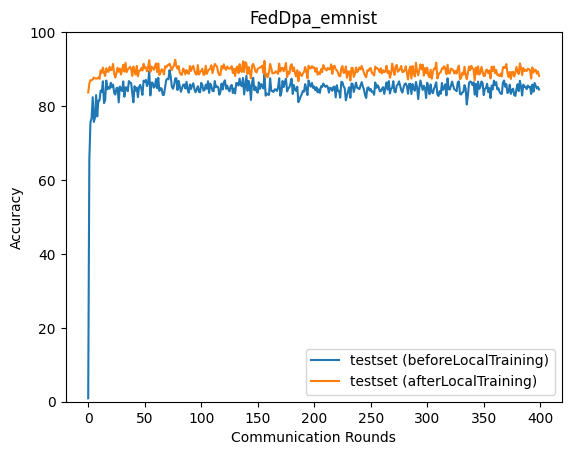 FedDpa_emnist
100
80
60
40
20
0
Accuracy
0 50 100 150 200 250 300 350 400
Communication Rounds
testset (beforeLocalTraining)
testset (afterLocalTraining)